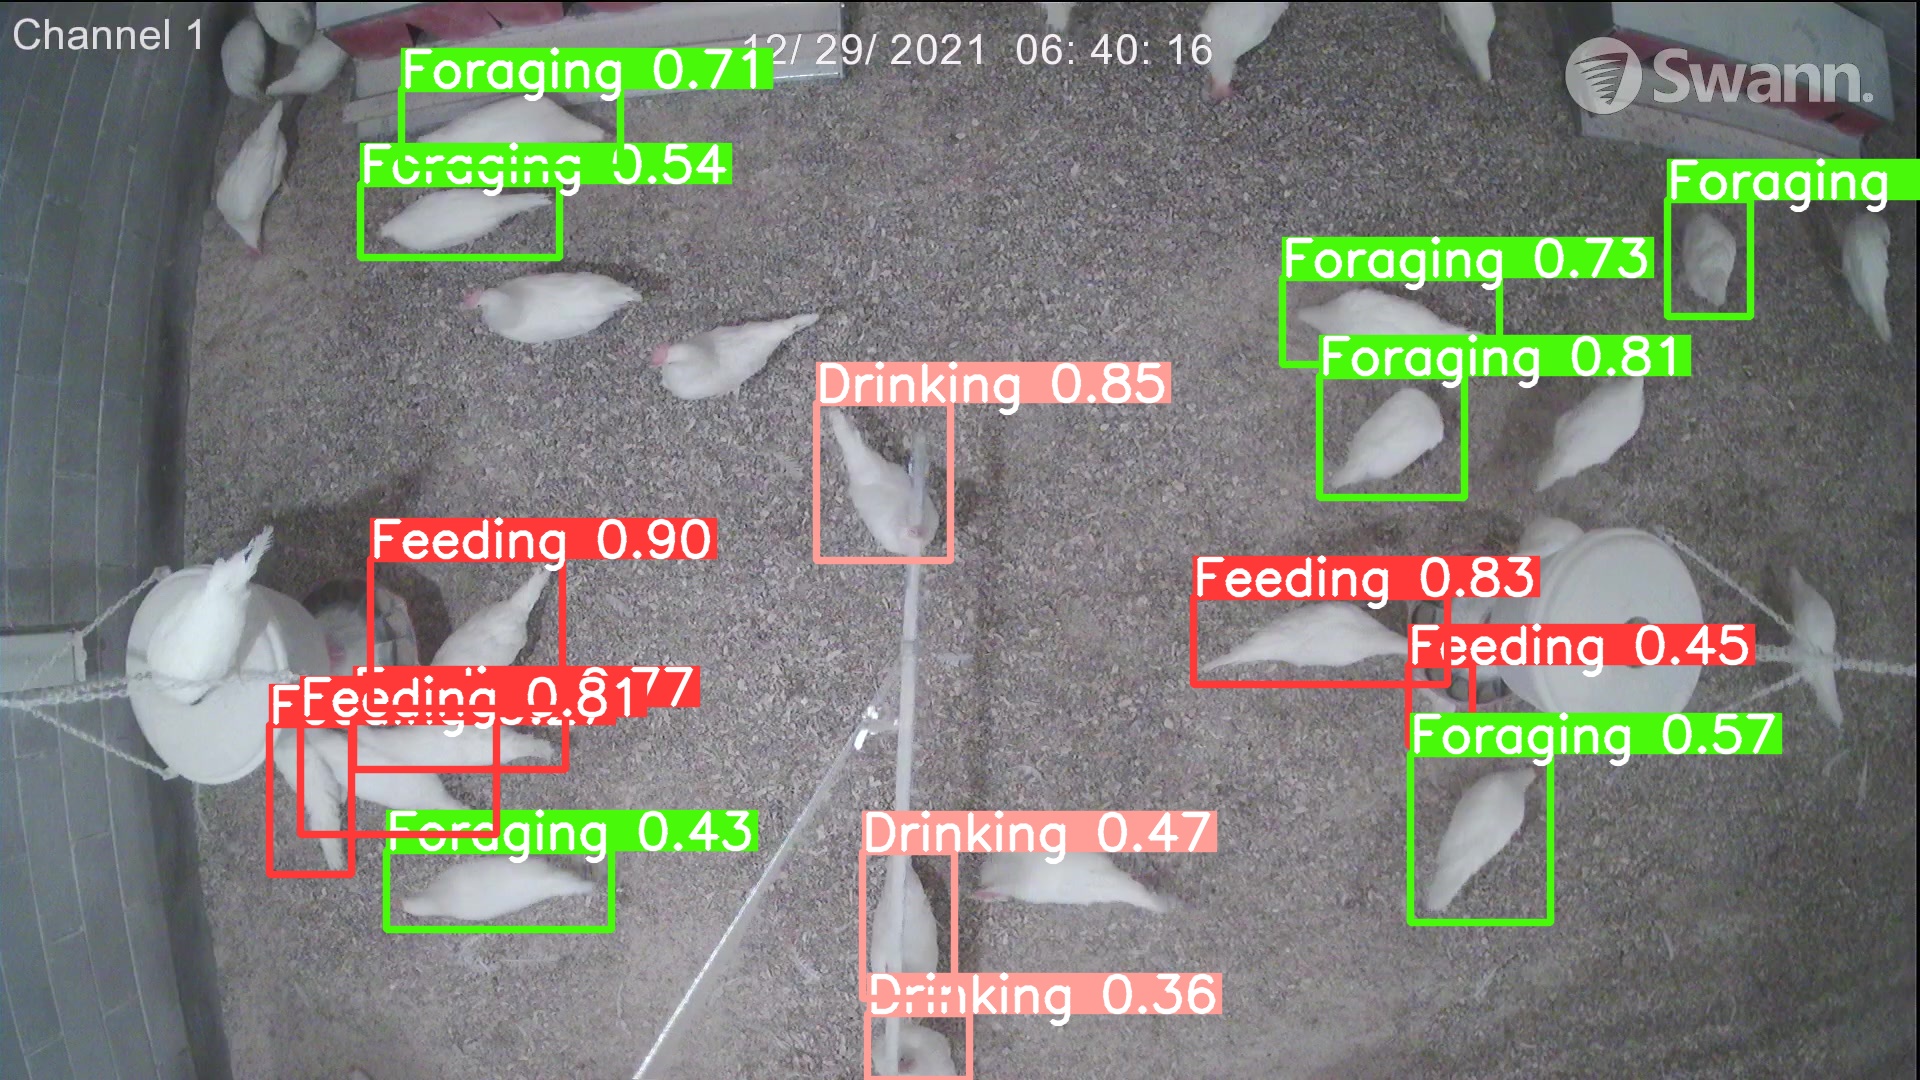 Channel 1
12/ 29/ 2021 06: 40: 16
Swann.
Foraging 0.71
Foraging 0.54
Foraging
Foraging 0.73
Foraging 0.81
Drinking 0.85
Feeding 0.90
Feeding 0.83
Feeding 0.45
Feeding 0.81
77
Foraging 0.57
Foraging 0.43
Drinking 0.47
Drinking 0.36